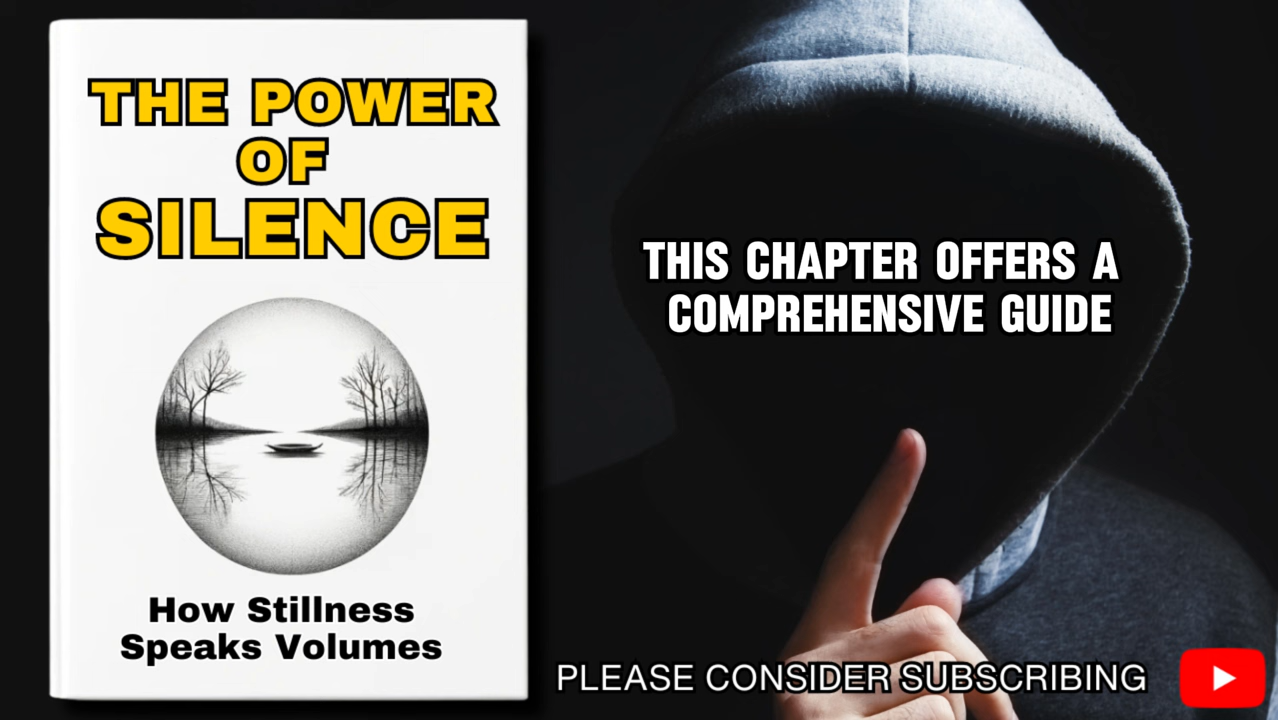 THE POWER
OF
SILENCE
How Stillness
Speaks Volumes
THIS CHAPTER OFFERS A
COMPREHENSIVE GUIDE
PLEASE CONSIDER SUBSCRIBING